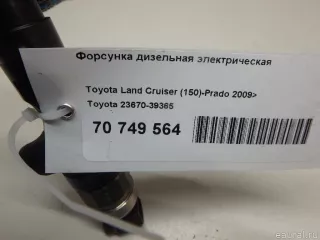 Форсунка дизельная электрическая
Toyota Land Cruiser (150)-Prado 2009>
Toyota 23670-39365
70 749 564